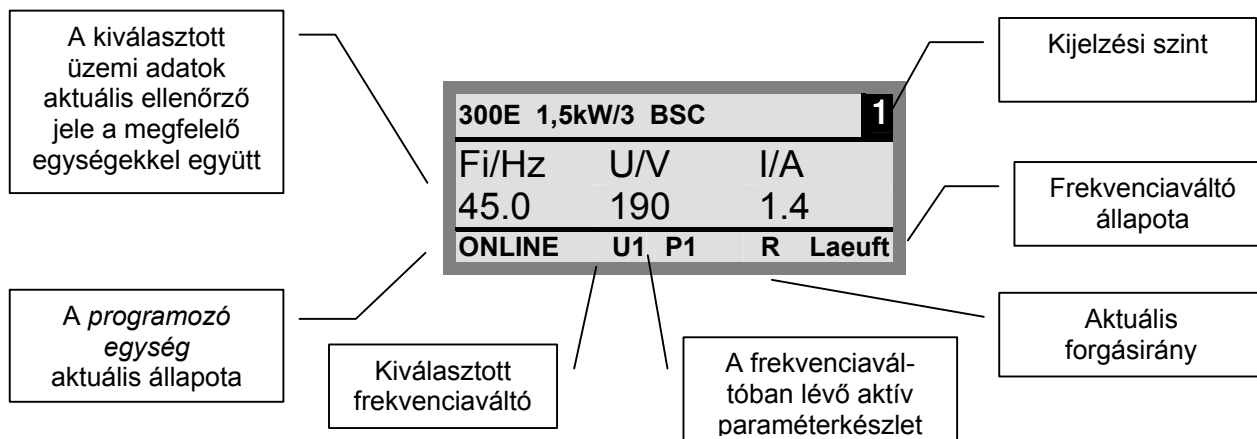 A kiválasztott
üzemi adatok
aktuális ellenőrző
jele a megfelelő
egységekkel együtt
Kijelzési szint
300E 1,5kW/3 BSC 1
Fi/Hz U/V I/A
45.0 190 1.4
ONLINE U1 P1 R Laeuft
Frekvenciaváltó
állapota
A programozó
egység
aktuális állapota
Kiválasztott
frekvenciaváltó
A frekvenciavál-
tóban lévő aktív
paraméterkészlet
Aktuális
forgásirány